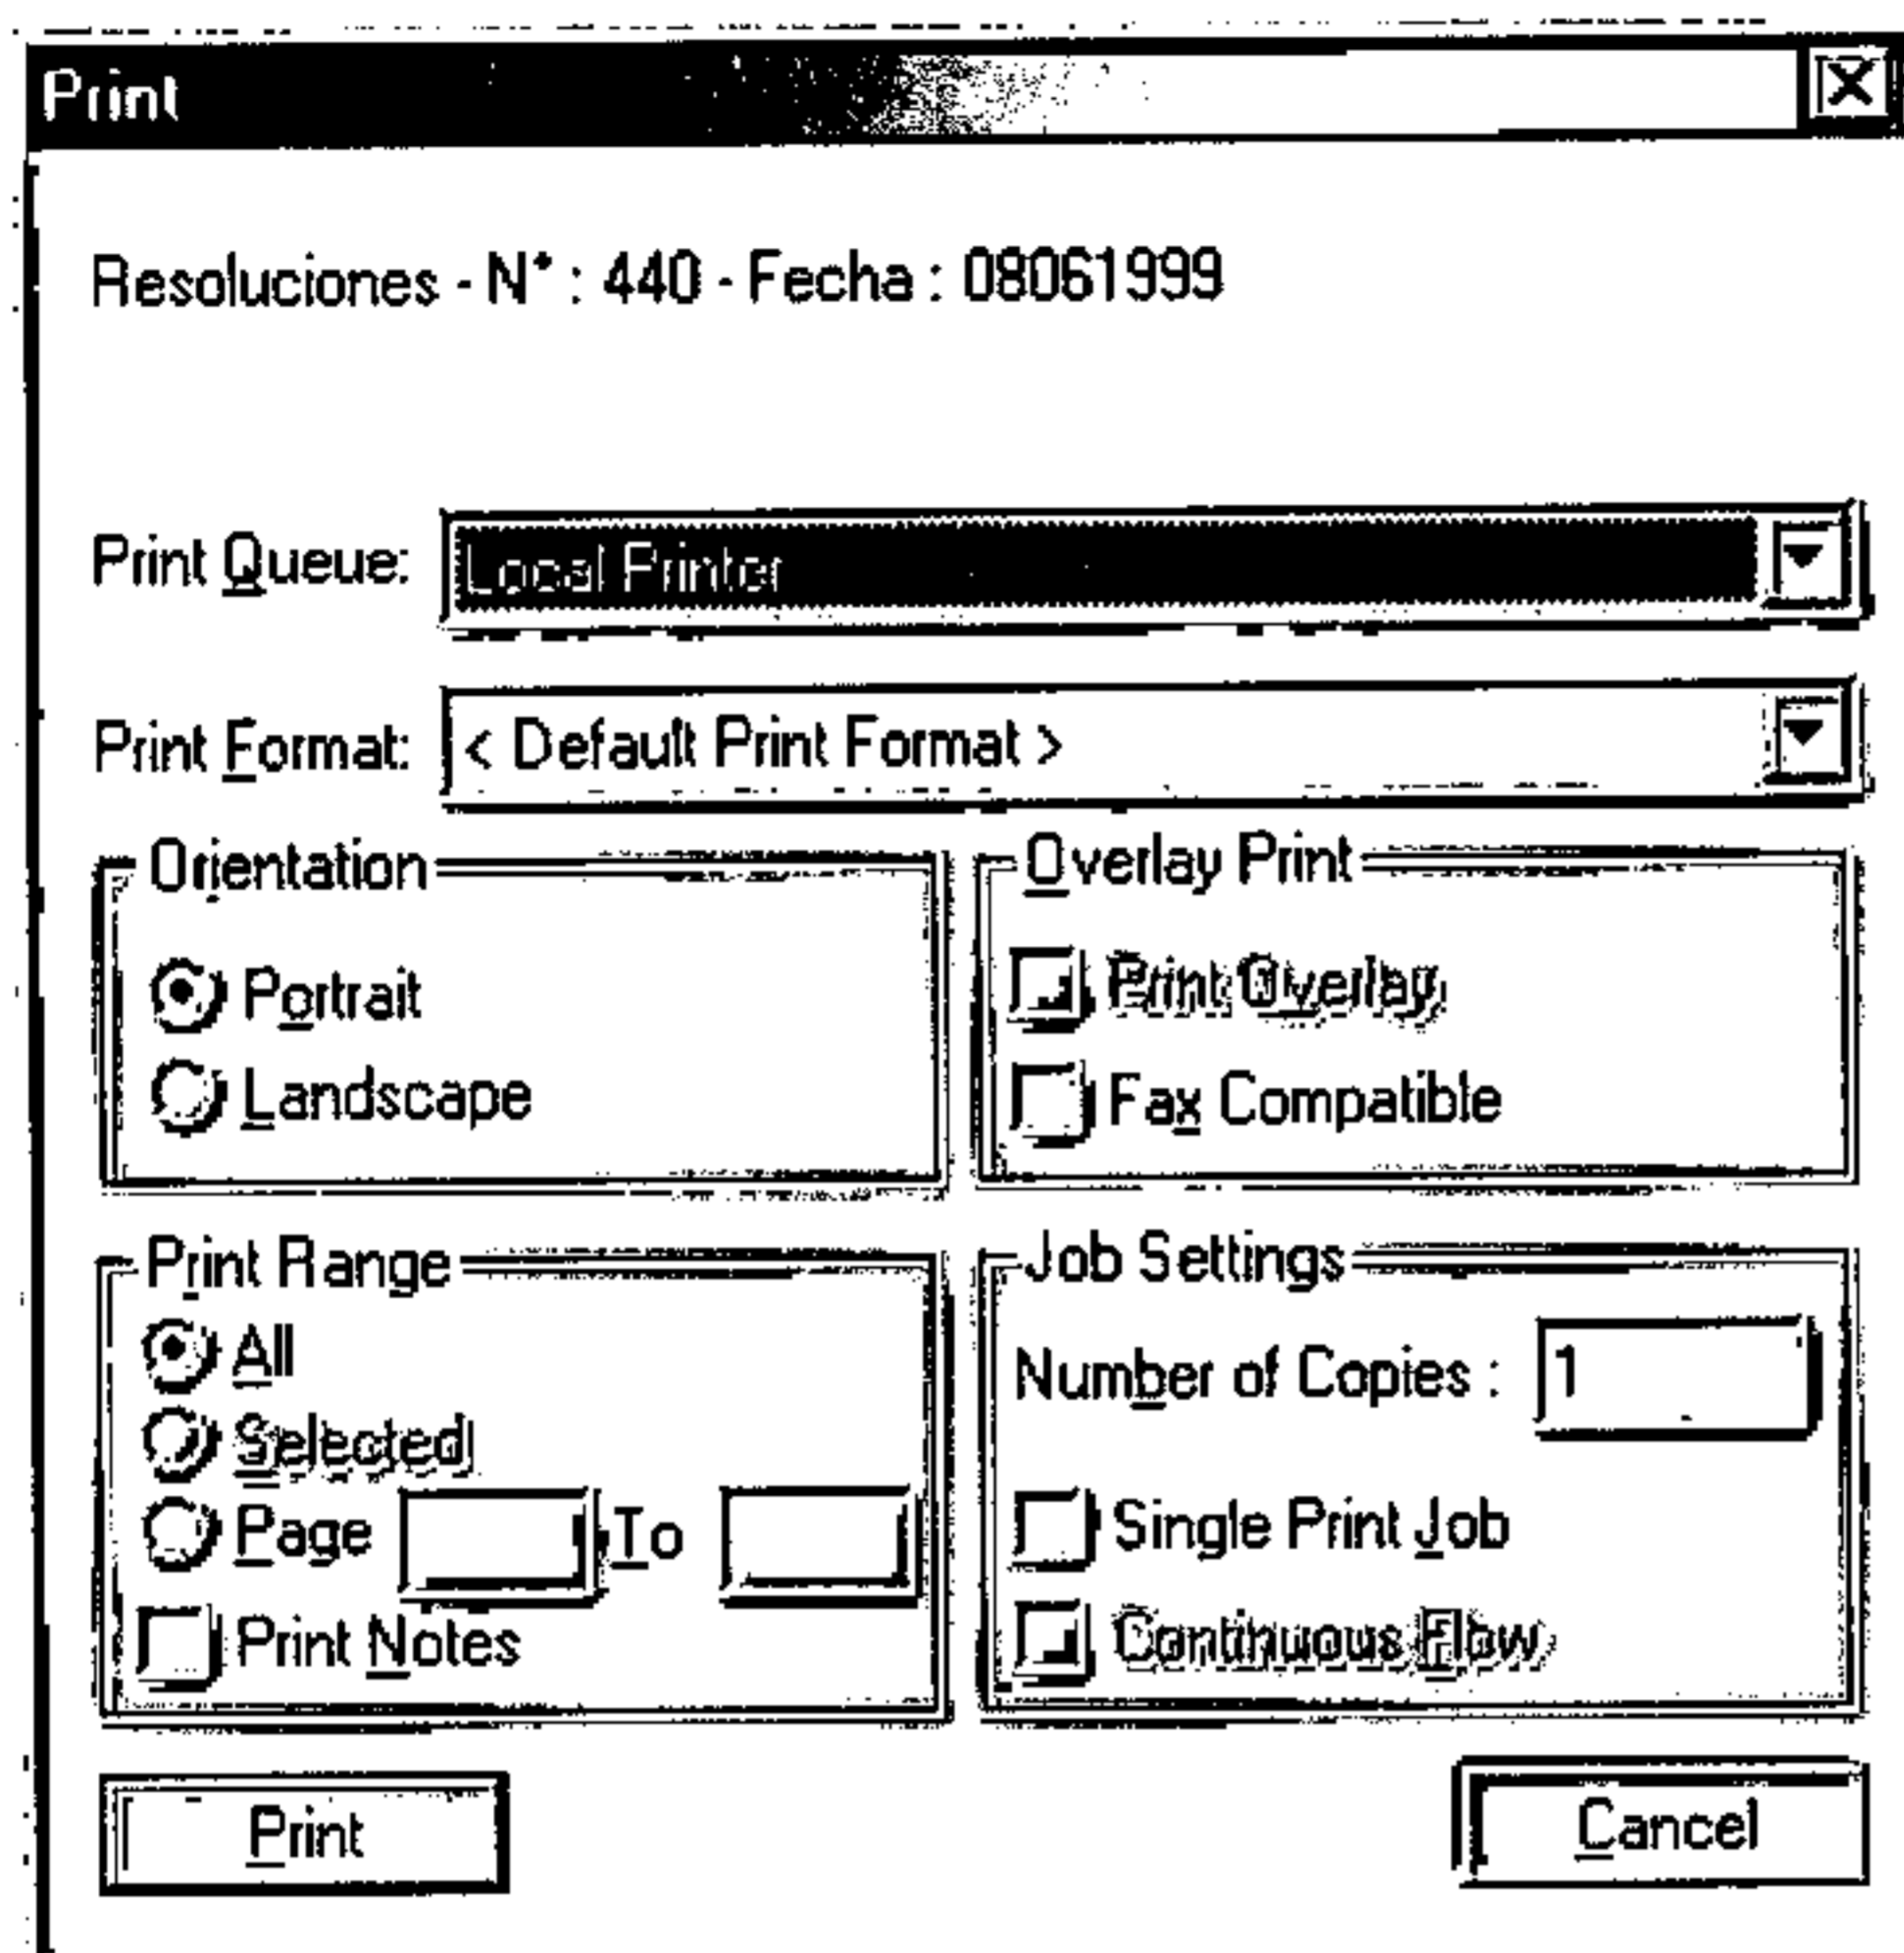 Print
Resoluciones - N° : 440 - Fecha : 08061999
Print Queue: Local Printer
Print Format: < Default Print Format >
Orientation
Portrait
Landscape
Overlay Print
Print Overlay
Fax Compatible
Print Range
All
Selected
Page To
Print Notes
Job Settings
Number of Copies : 1
Single Print Job
Continuous Flow
Print
Cancel